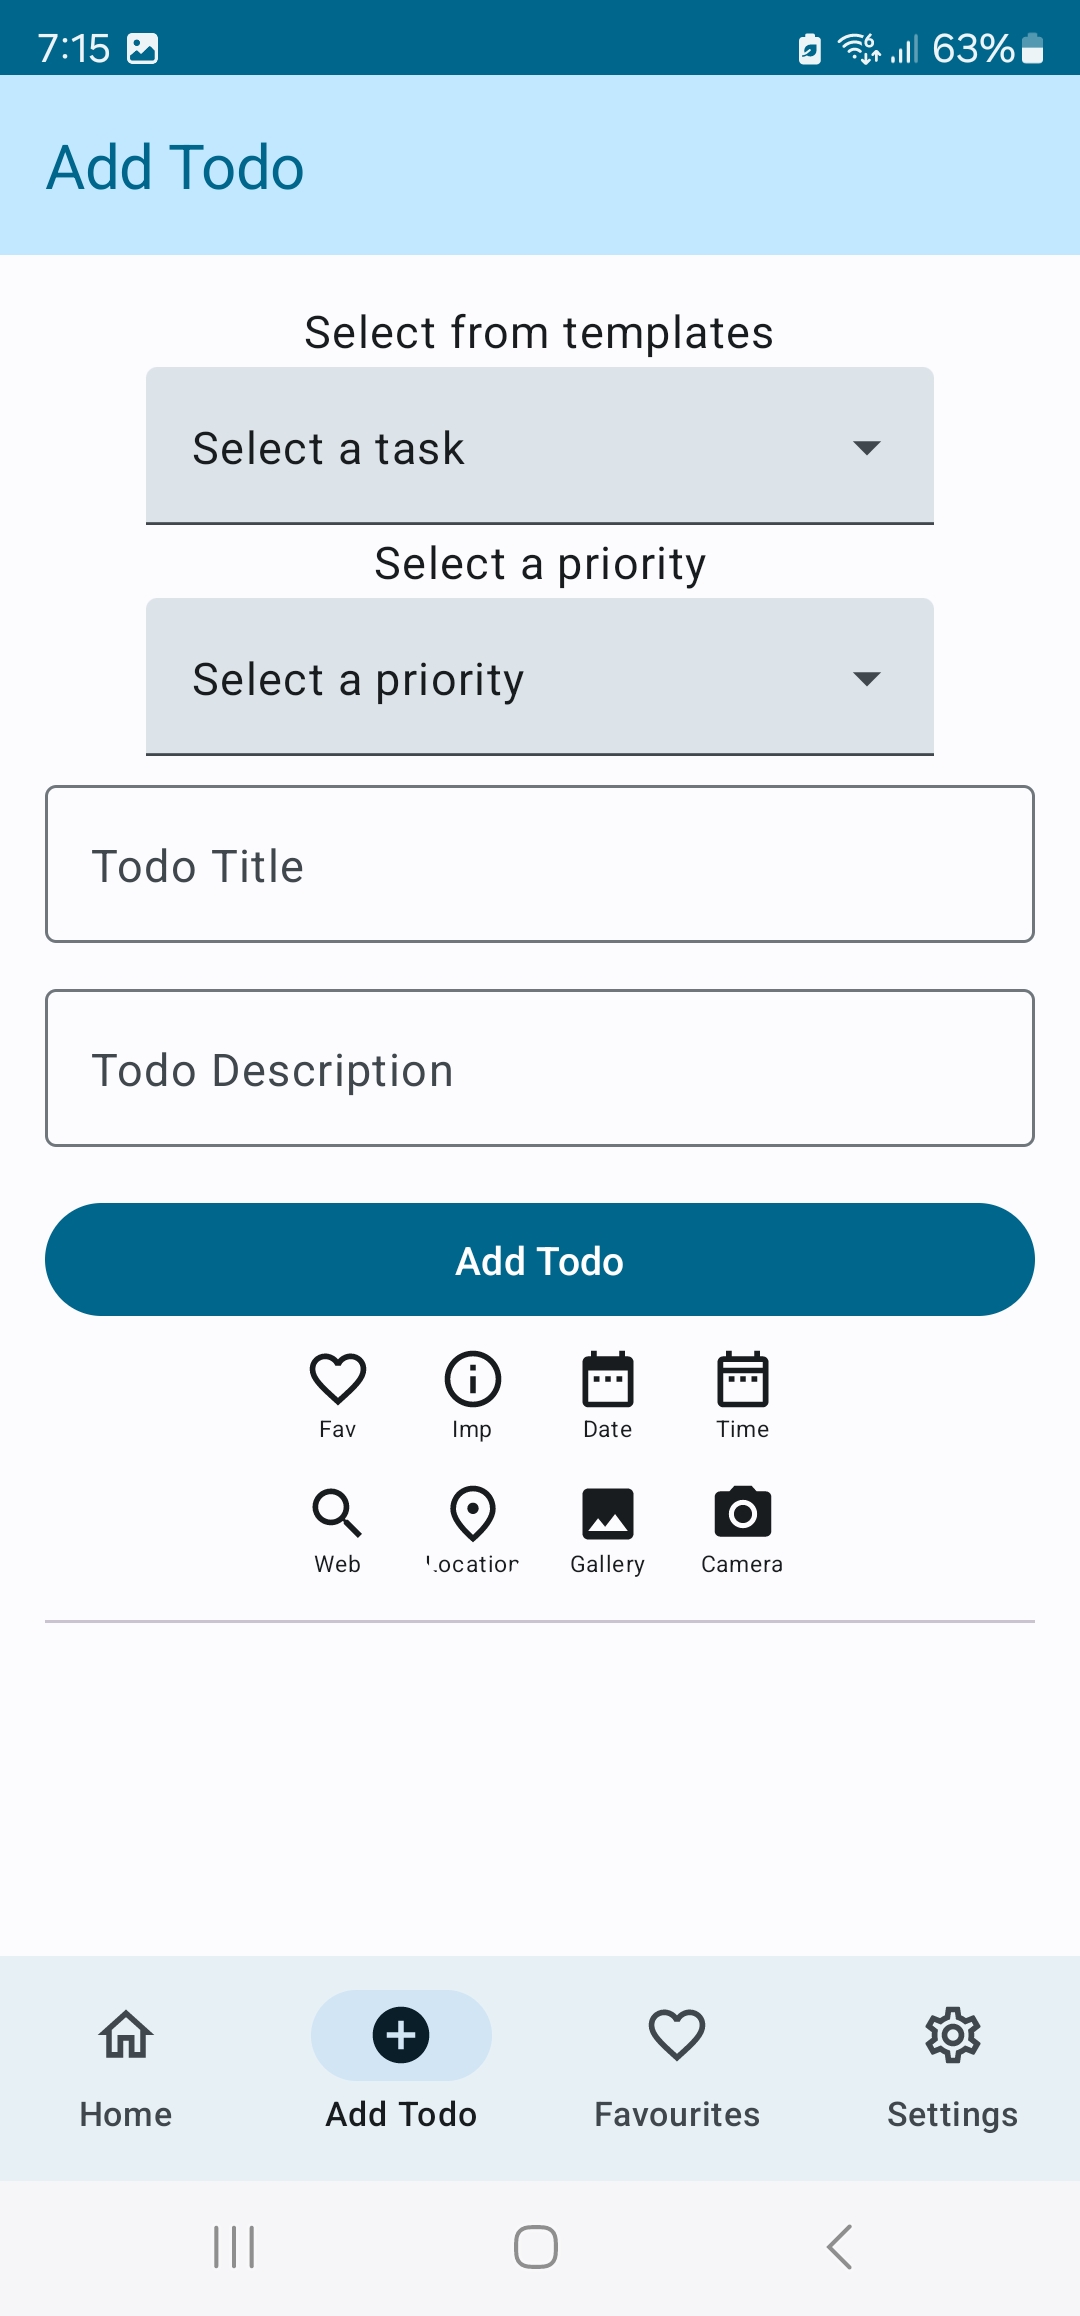 7:15 63%
Add Todo
Select from templates
Select a task
Select a priority
Select a priority
Todo Title
Todo Description
Add Todo
Fav Imp Date Time
Web Location Gallery Camera
Home Add Todo Favourites Settings